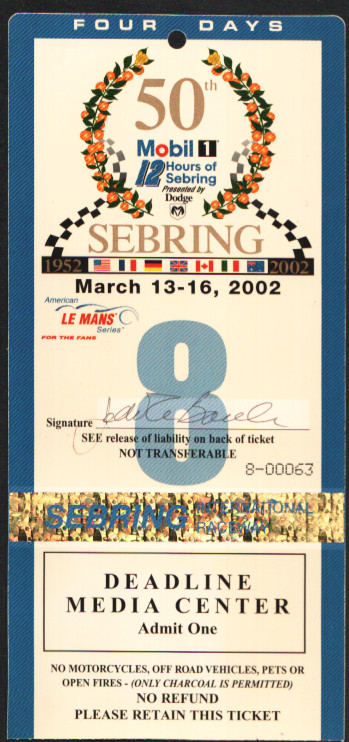 FOUR DAYS
50th
Mobil 1
12 Hours of
Sebring
Presented by
Dodge
SEBRING
1952 2002
March 13-16, 2002
American
LE MANS
Series
FOR THE FANS
8
Signature
SEE release of liability on back of ticket
NOT TRANSFERABLE
8-00063
SEBRING INTERNATIONAL
RACEWAY
DEADLINE
MEDIA CENTER
Admit One
NO MOTORCYCLES, OFF ROAD VEHICLES, PETS OR
OPEN FIRES - (ONLY CHARCOAL IS PERMITTED)
NO REFUND
PLEASE RETAIN THIS TICKET